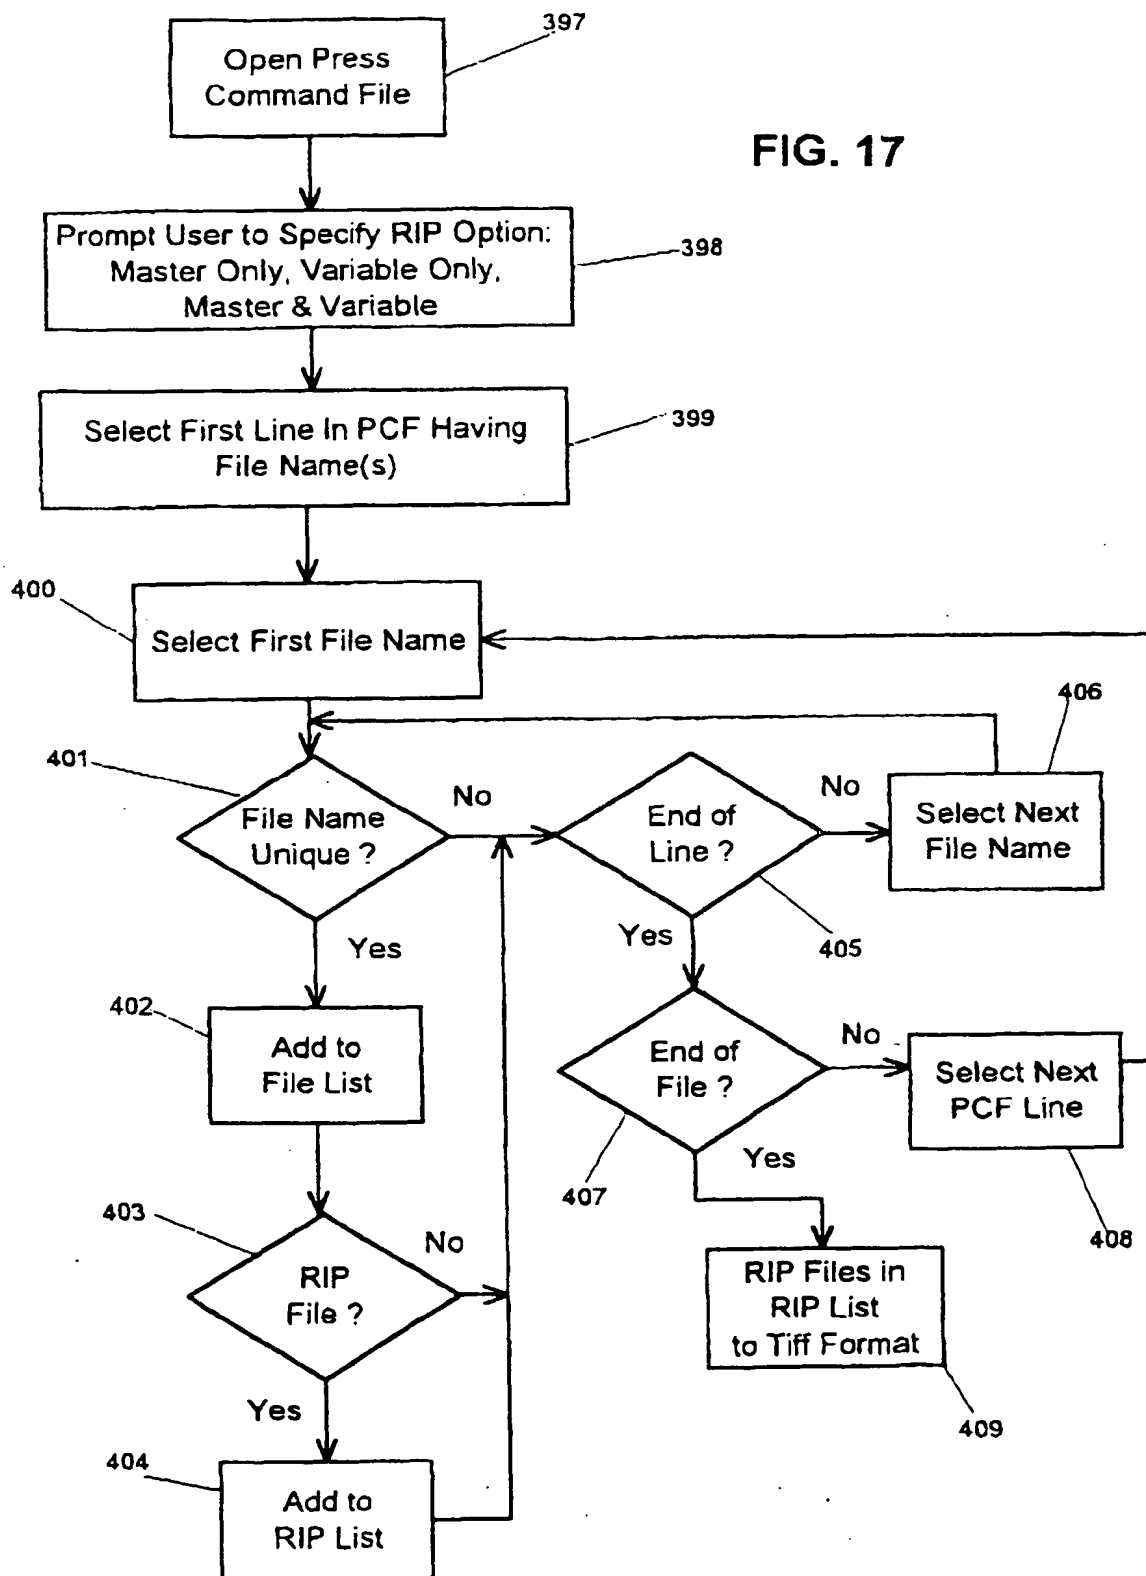 397
Open Press
Command File
FIG. 17
Prompt User to Specify RIP Option:
Master Only, Variable Only,
Master & Variable
398
Select First Line In PCF Having
File Name(s)
399
400
Select First File Name
406
401
File Name
Unique ?
No
End of
Line ?
No
Select Next
File Name
405
Yes
Yes
402
Add to
File List
End of
File ?
No
Select Next
PCF Line
407
Yes
408
403
RIP
File ?
No
RIP Files in
RIP List
to Tiff Format
409
Yes
404
Add to
RIP List